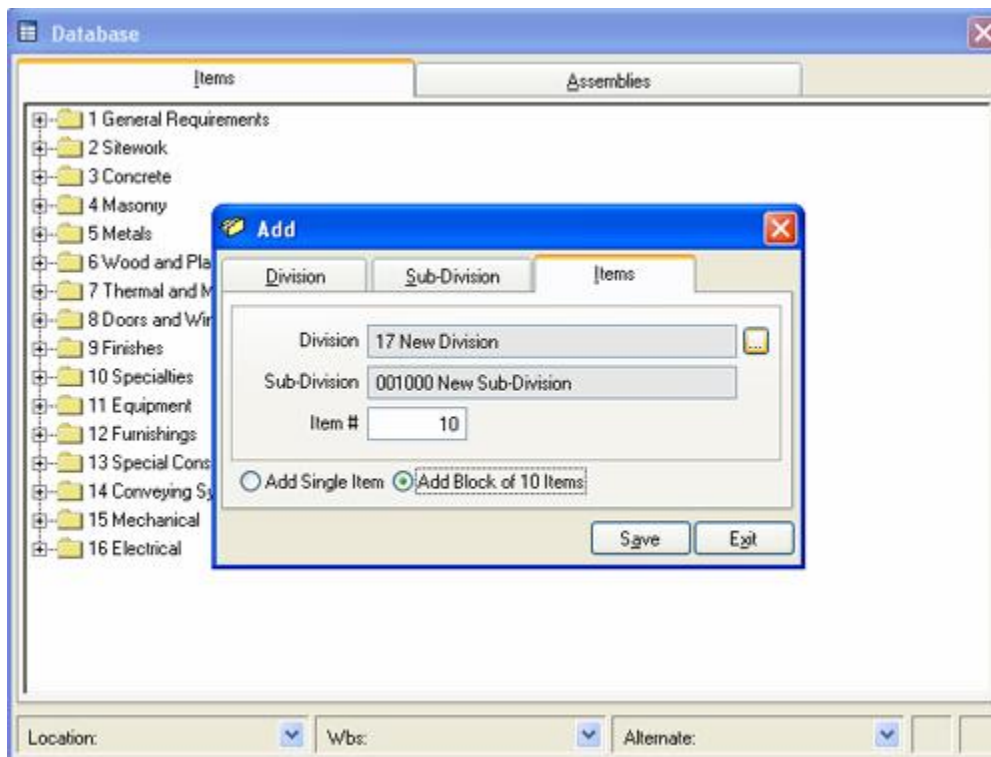 Database
Items
Assemblies
1 General Requirements
2 Sitework
3 Concrete
4 Masonry
5 Metals
6 Wood and Pla
7 Thermal and M
8 Doors and Wir
9 Finishes
10 Specialties
11 Equipment
12 Furnishings
13 Special Cons
14 Conveying Sy
15 Mechanical
16 Electrical
Add
Division
Sub-Division
Items
Division 17 New Division ...
Sub-Division 001000 New Sub-Division
Item # 10
Add Single Item Add Block of 10 Items
Save Exit
Location: Wbs: Alternate: